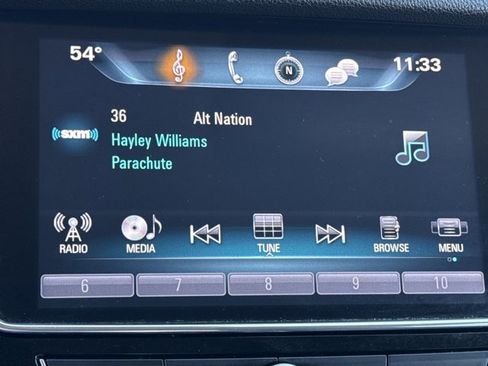 54°
N
11:33
36 Alt Nation
((sxm))
Hayley Williams
Parachute
RADIO MEDIA TUNE BROWSE MENU
6 7 8 9 10